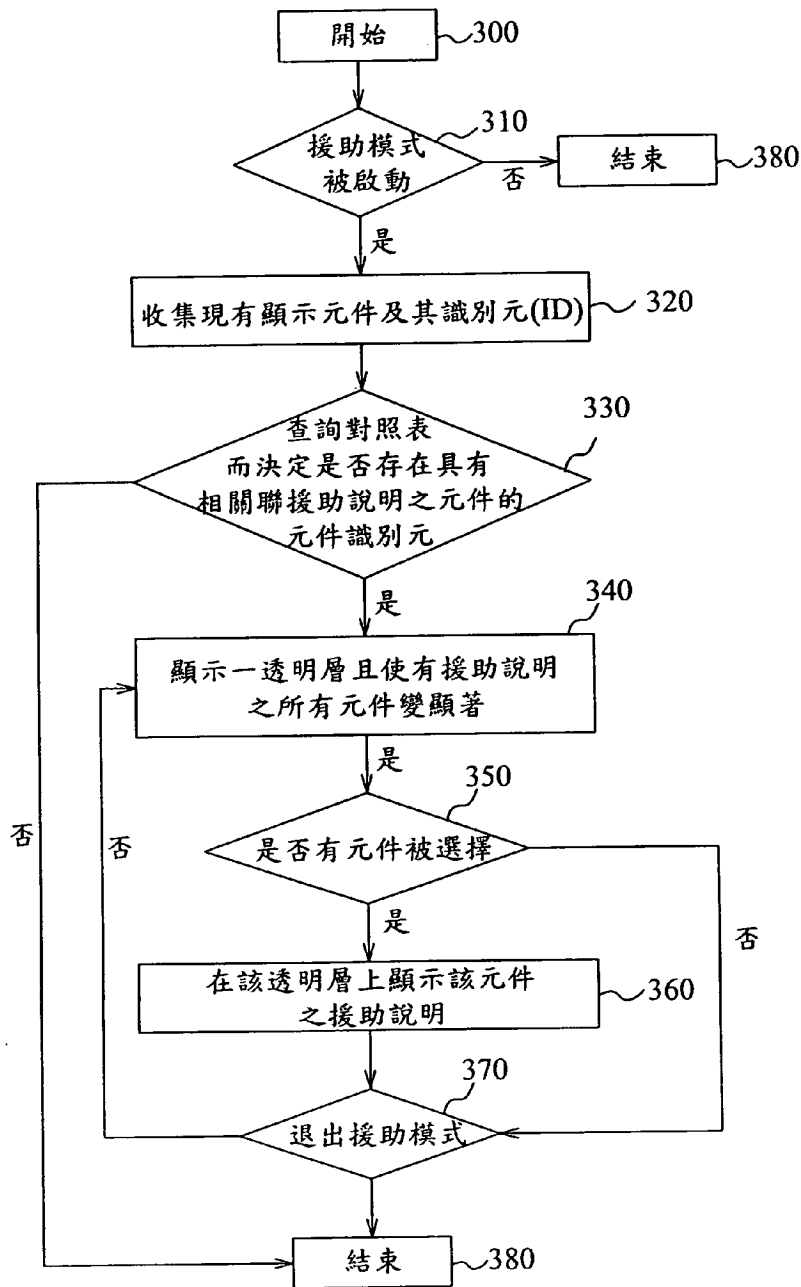 開始
300
援助模式
被啟動
310
否
結束
380
是
收集現有顯示元件及其識別元(ID)
320
查詢對照表
而決定是否存在具有
相關聯援助說明之元件的
元件識別元
330
是
340
顯示一透明層且使有援助說明
之所有元件變顯著
是
350
是否有元件被選擇
否
否
是
否
在該透明層上顯示該元件
之援助說明
360
370
退出援助模式
結束
380